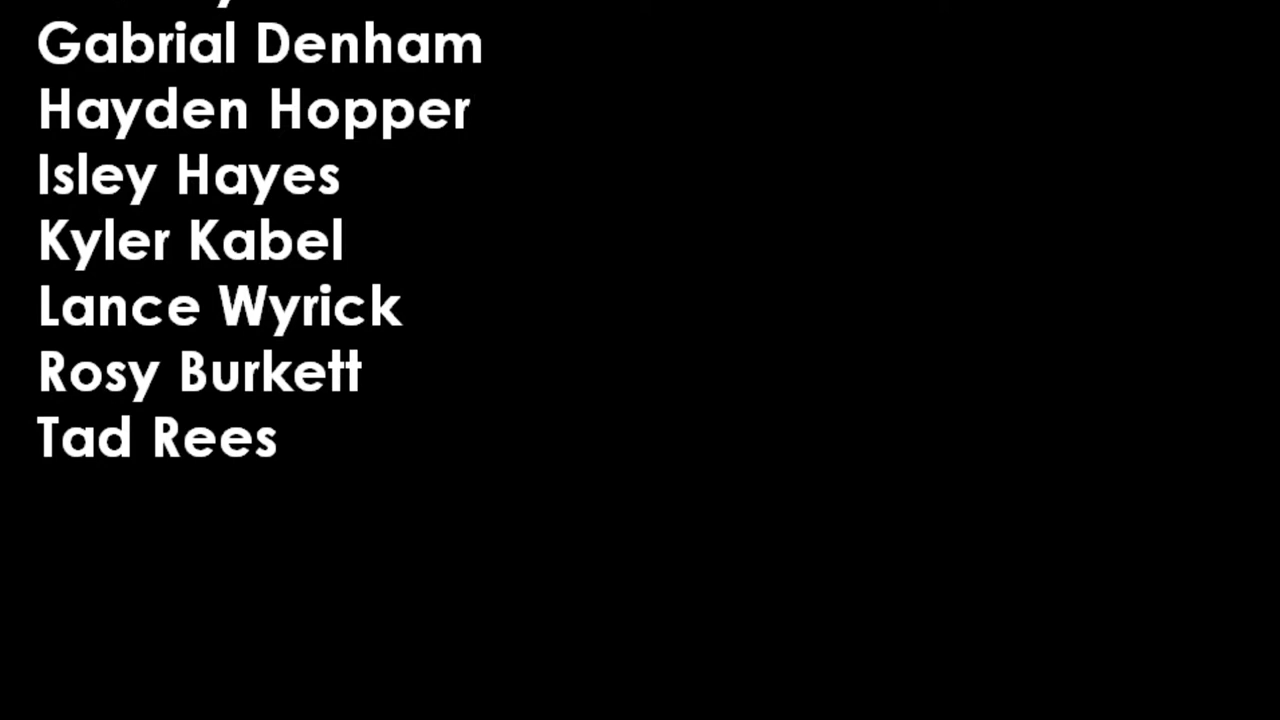 Gabrial Denham
Hayden Hopper
Isley Hayes
Kyler Kabel
Lance Wyrick
Rosy Burkett
Tad Rees